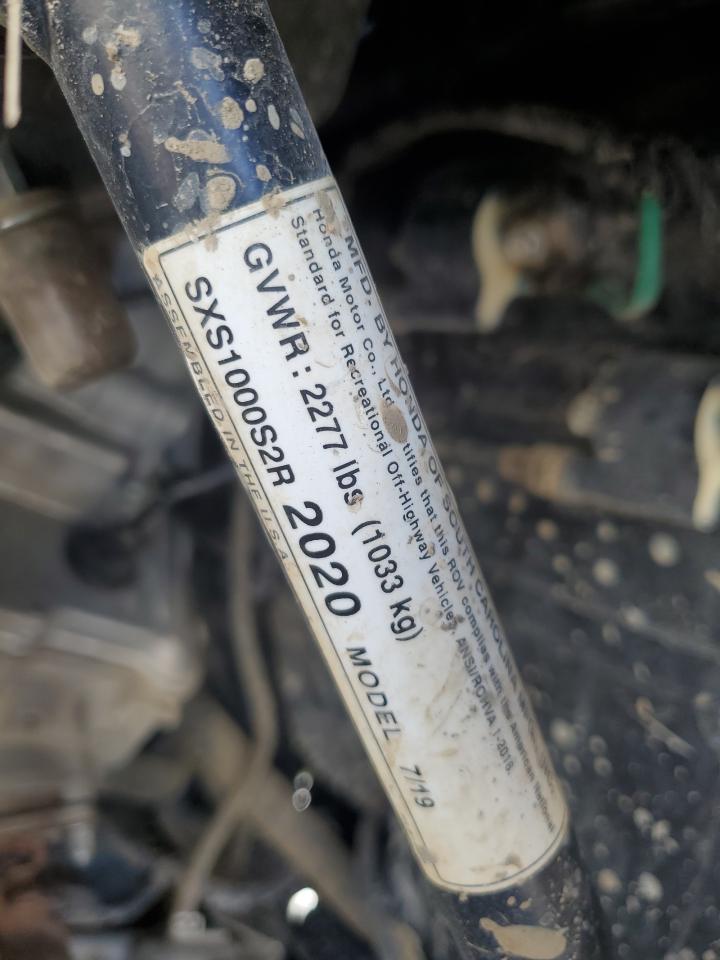 MFD. BY HONDA OF SOUTH CAROLINA
Honda Motor Co., Ltd tifies that this ROV complies with the American National
Standard for Recreational Off-Highway Vehicles, ANSI/ROHVA 1-2016.
GVWR: 2277 lbs (1033 kg)
SXS1000S2R 2020 MODEL 7/19
ASSEMBLED IN THE U.S.A.